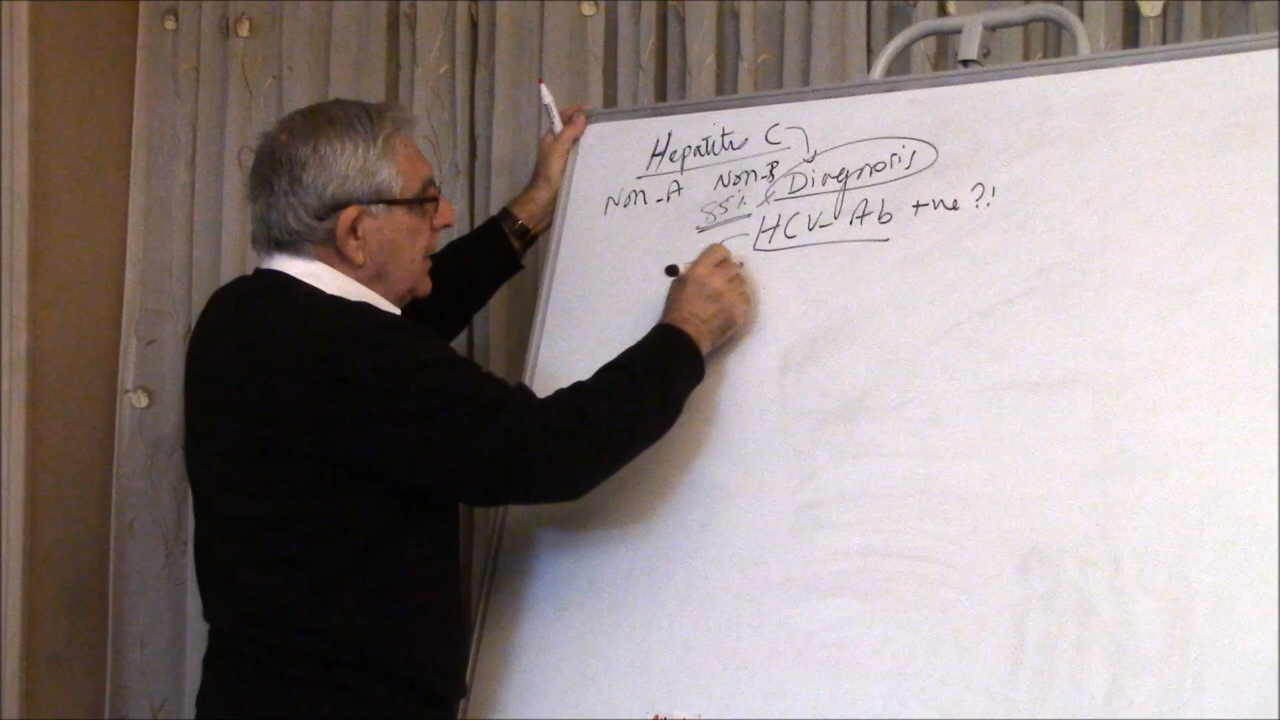 Hepatitis C
Non-A Non-B Diagnosis
85%
HCV-Ab +ve ?!